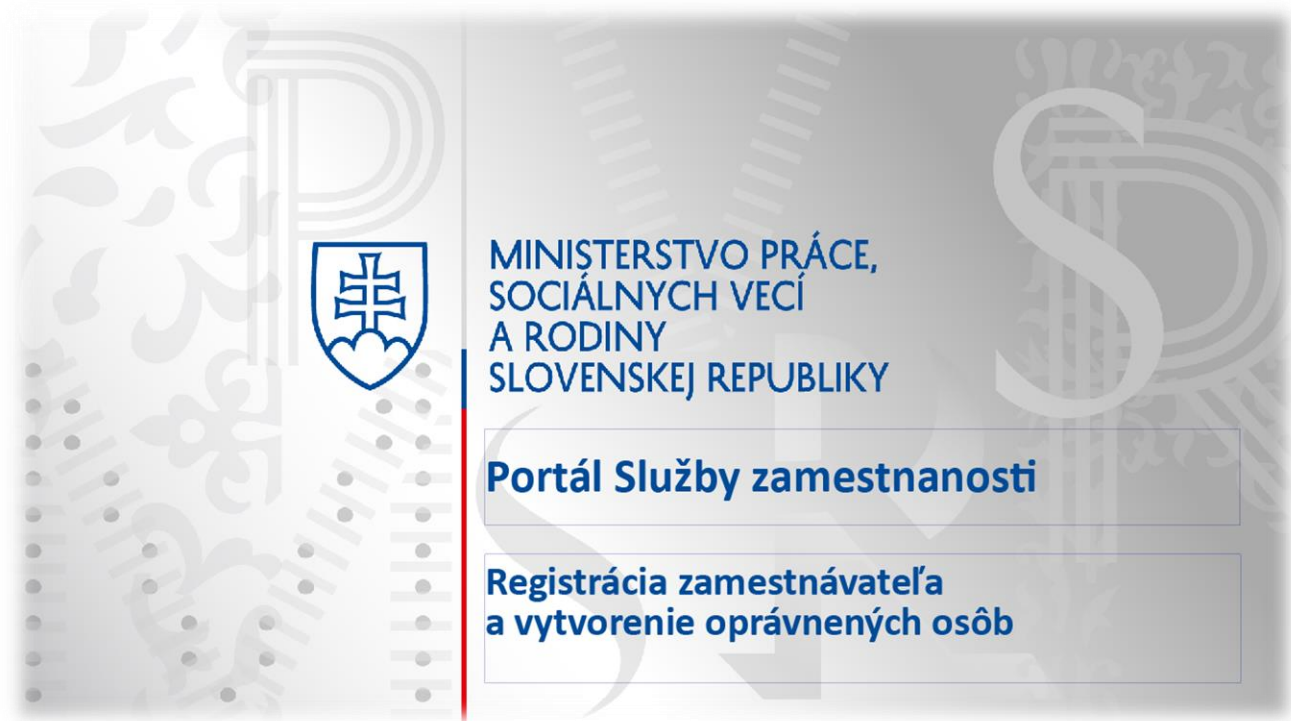 MINISTERSTVO PRÁCE,
SOCIÁLNYCH VECÍ
A RODINY
SLOVENSKEJ REPUBLIKY
Portál Služby zamestnanosti
Registrácia zamestnávateľa
a vytvorenie oprávnených osôb